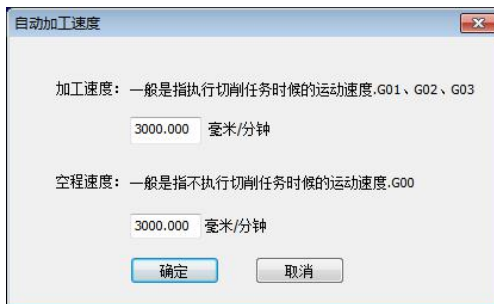 自动加工速度
加工速度：一般是指执行切削任务时候的运动速度.G01、G02、G03
3000.000 毫米/分钟
空程速度：一般是指不执行切削任务时候的运动速度.G00
3000.000 毫米/分钟
确定 取消